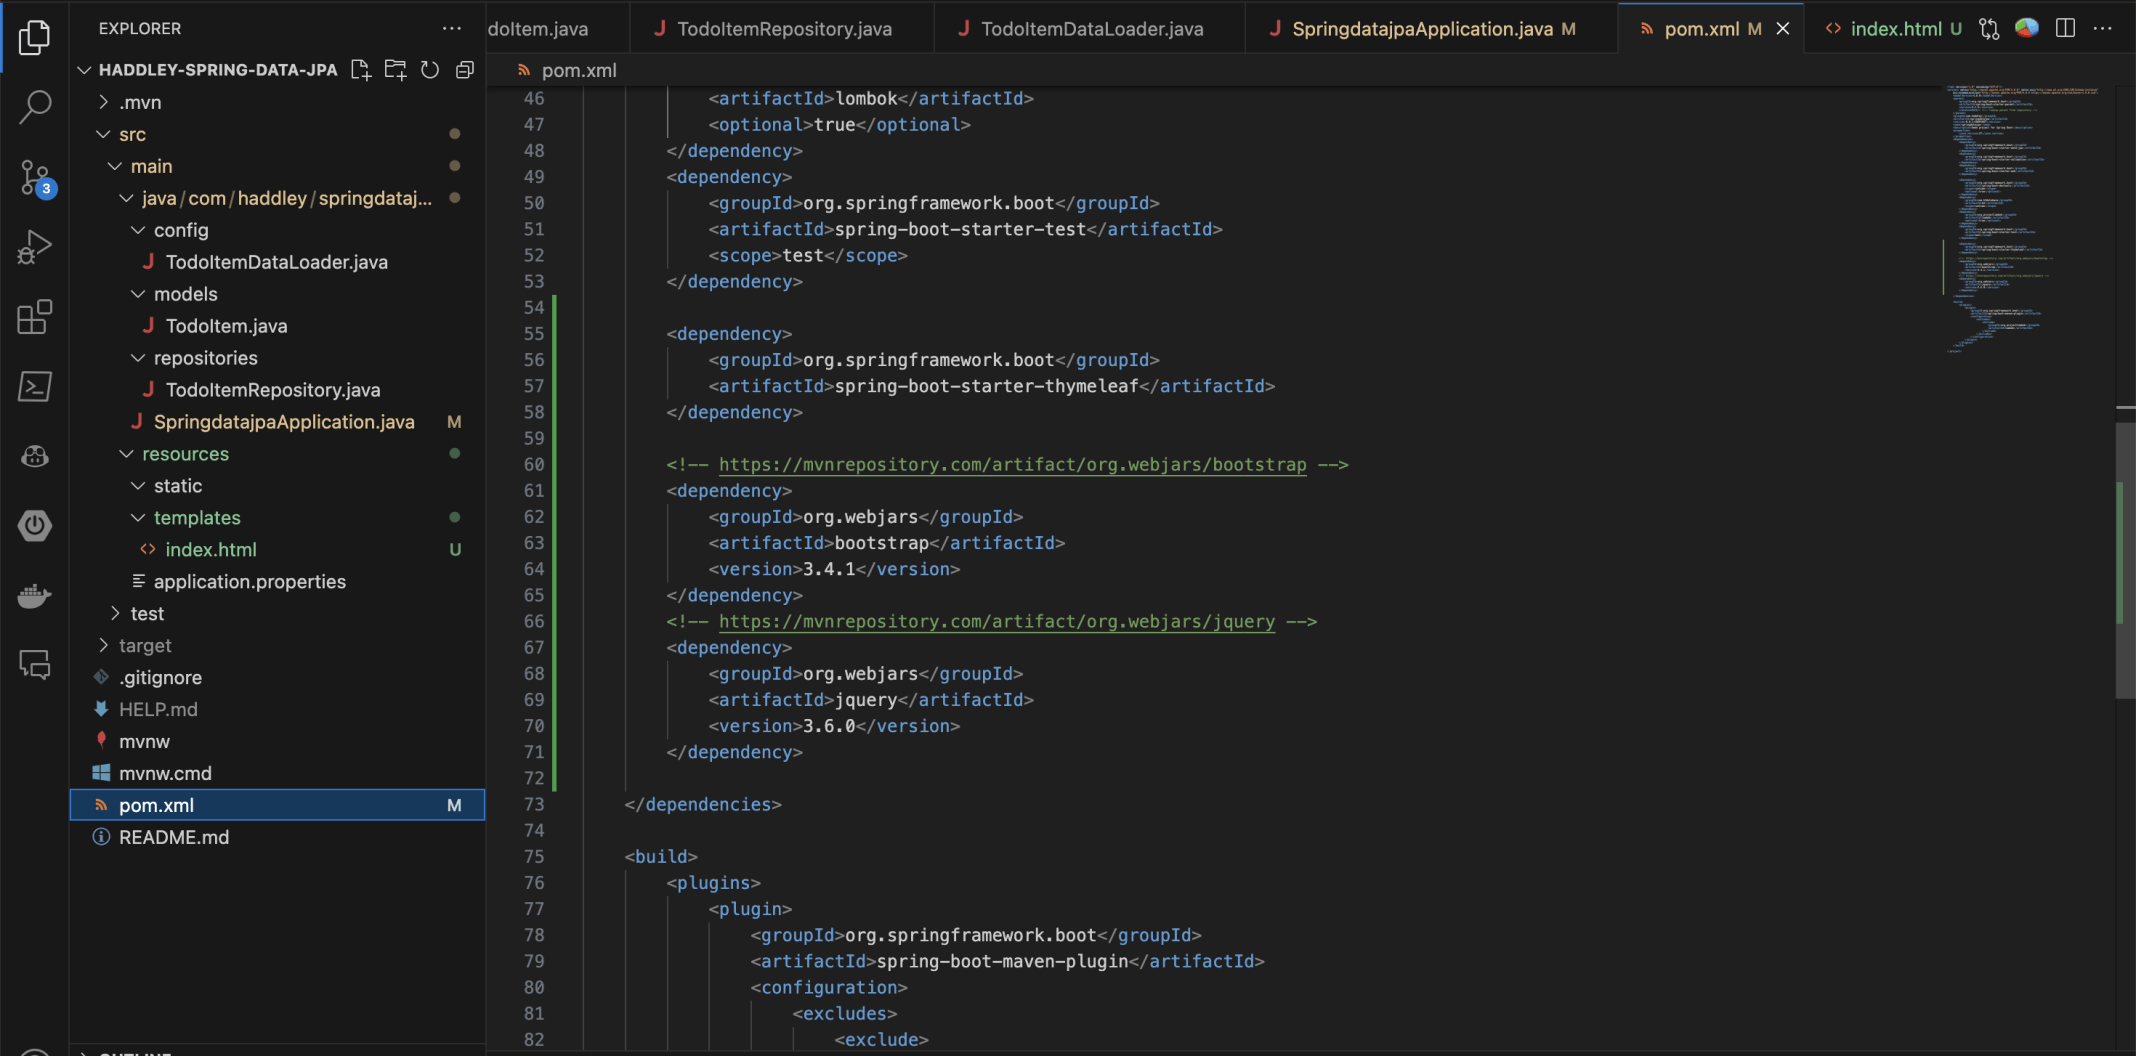 EXPLORER
HADDLEY-SPRING-DATA-JPA
.mvn
src
main
java/com/haddley/springdataj...
config
TodoItemDataLoader.java
models
TodoItem.java
repositories
TodoItemRepository.java
SpringdatajpaApplication.java M
resources
static
templates
index.html U
application.properties
test
target
.gitignore
HELP.md
mvnw
mvnw.cmd
pom.xml M
README.md
3
doItem.java
TodoItemRepository.java
TodoItemDataLoader.java
SpringdatajpaApplication.java M
pom.xml M
index.html U
pom.xml
46 <artifactId>lombok</artifactId>
47 <optional>true</optional>
48 </dependency>
49 <dependency>
50 <groupId>org.springframework.boot</groupId>
51 <artifactId>spring-boot-starter-test</artifactId>
52 <scope>test</scope>
53 </dependency>
54
55 <dependency>
56 <groupId>org.springframework.boot</groupId>
57 <artifactId>spring-boot-starter-thymeleaf</artifactId>
58 </dependency>
59
60 <!-- https://mvnrepository.com/artifact/org.webjars/bootstrap -->
61 <dependency>
62 <groupId>org.webjars</groupId>
63 <artifactId>bootstrap</artifactId>
64 <version>3.4.1</version>
65 </dependency>
66 <!-- https://mvnrepository.com/artifact/org.webjars/jquery -->
67 <dependency>
68 <groupId>org.webjars</groupId>
69 <artifactId>jquery</artifactId>
70 <version>3.6.0</version>
71 </dependency>
72
73 </dependencies>
74
75 <build>
76 <plugins>
77 <plugin>
78 <groupId>org.springframework.boot</groupId>
79 <artifactId>spring-boot-maven-plugin</artifactId>
80 <configuration>
81 <excludes>
82 <exclude>